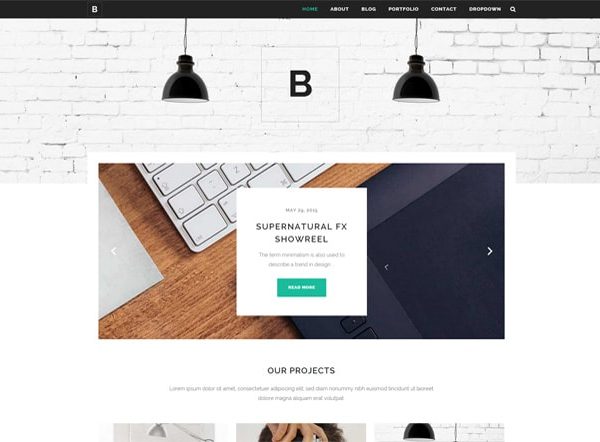 B
HOME ABOUT BLOG PORTFOLIO CONTACT DROPDOWN
B
MAY 29, 2015
SUPERNATURAL FX
SHOWREEL
The term minimalism is also used to
describe a trend in design
READ MORE
OUR PROJECTS
Lorem ipsum dolor sit amet, consectetuer adipiscing elit, sed diam nonummy nibh euismod tincidunt ut laoreet
dolore magna aliquam erat volutpat